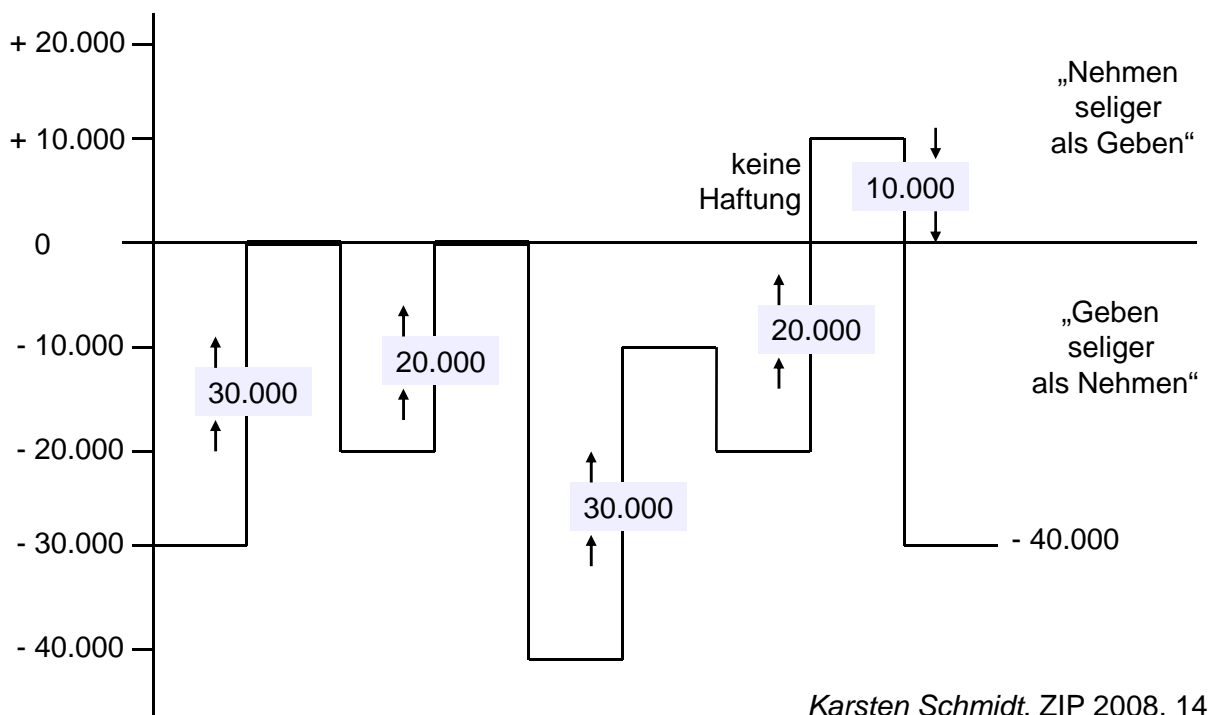 + 20.000
„Nehmen
seliger
als Geben“
+ 10.000
keine
Haftung
10.000
0
„Geben
seliger
als Nehmen“
- 10.000
20.000
20.000
30.000
- 20.000
30.000
- 30.000
- 40.000
- 40.000
Karsten Schmidt, ZIP 2008, 14